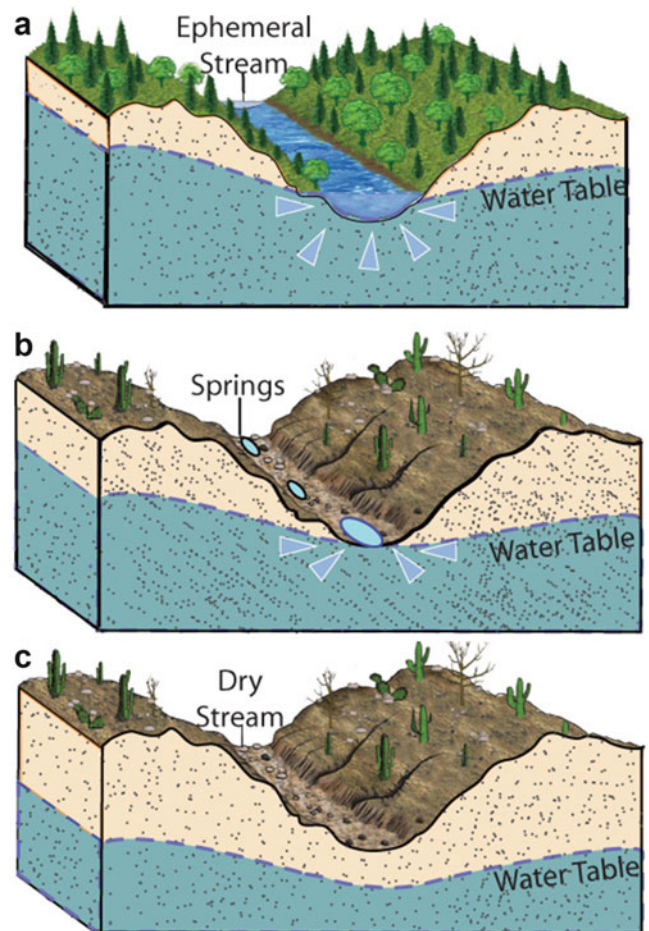 a
Ephemeral
Stream
Water Table
b
Springs
Water Table
c
Dry
Stream
Water Table